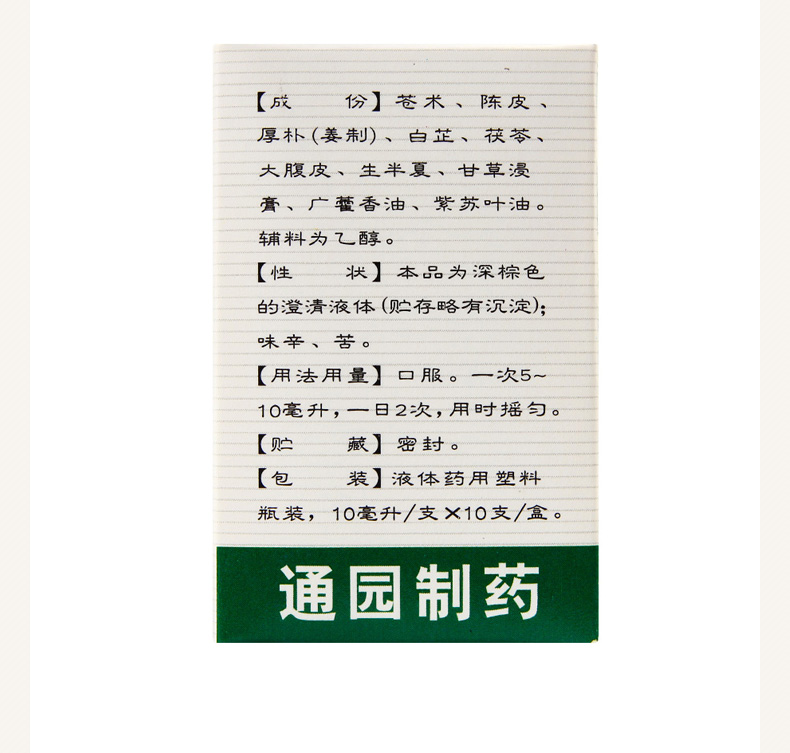 【成 份】苍术、陈皮、
厚朴(姜制)、白芷、茯苓、
大腹皮、生半夏、甘草浸
膏、广藿香油、紫苏叶油。
辅料为乙醇。
【性 状】本品为深棕色
的澄清液体(贮存略有沉淀);
味辛、苦。
【用法用量】口服。一次5~
10毫升,一日2次,用时摇匀。
【贮 藏】密封。
【包 装】液体药用塑料
瓶装，10毫升/支×10支/盒。
通园制药